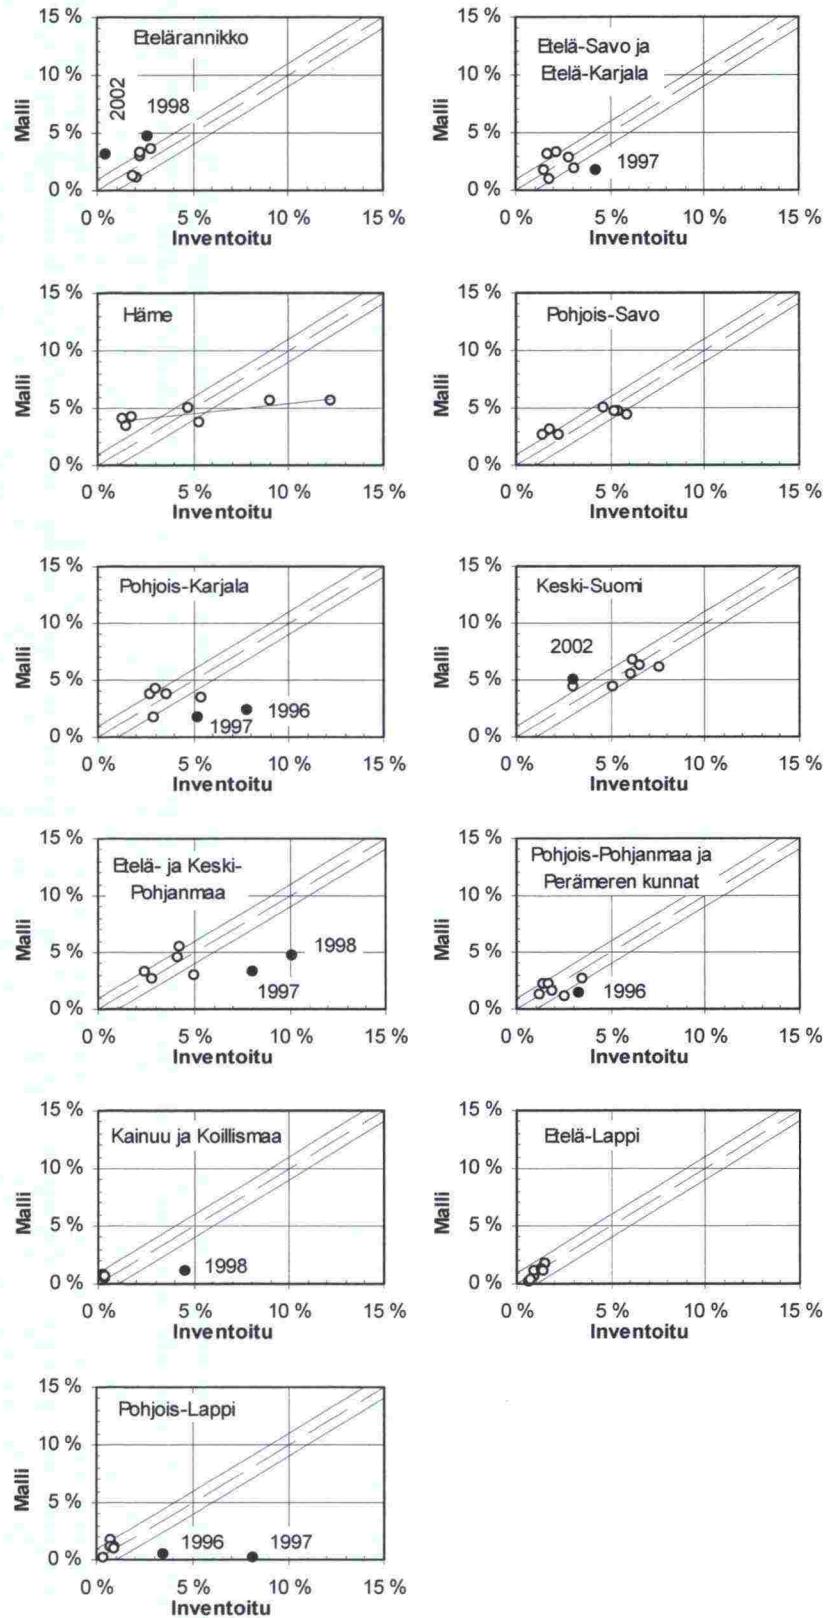 15 %
Etelärannikko
10 %
2002
1998
Malli
5 %
0 %
0 %
5 %
10 %
15 %
Inventoitu
15 %
Etelä-Savo ja
Etelä-Karjala
10 %
Malli
5 %
1997
0 %
0 %
5 %
10 %
15 %
Inventoitu
15 %
Häme
10 %
Malli
5 %
0 %
0 %
5 %
10 %
15 %
Inventoitu
15 %
Pohjois-Savo
10 %
Malli
5 %
0 %
0 %
5 %
10 %
15 %
Inventoitu
15 %
Pohjois-Karjala
10 %
Malli
5 %
1996
1997
0 %
0 %
5 %
10 %
15 %
Inventoitu
15 %
Keski-Suomi
10 %
2002
Malli
5 %
0 %
0 %
5 %
10 %
15 %
Inventoitu
15 %
Etelä- ja Keski-
Pohjanmaa
10 %
Malli
5 %
1998
1997
0 %
0 %
5 %
10 %
15 %
Inventoitu
15 %
Pohjois-Pohjanmaa ja
Perämeren kunnat
10 %
Malli
5 %
1996
0 %
0 %
5 %
10 %
15 %
Inventoitu
15 %
Kainuu ja Koillismaa
10 %
Malli
5 %
1998
0 %
0 %
5 %
10 %
15 %
Inventoitu
15 %
Etelä-Lappi
10 %
Malli
5 %
0 %
0 %
5 %
10 %
15 %
Inventoitu
15 %
Pohjois-Lappi
10 %
Malli
5 %
1996
1997
0 %
0 %
5 %
10 %
15 %
Inventoitu